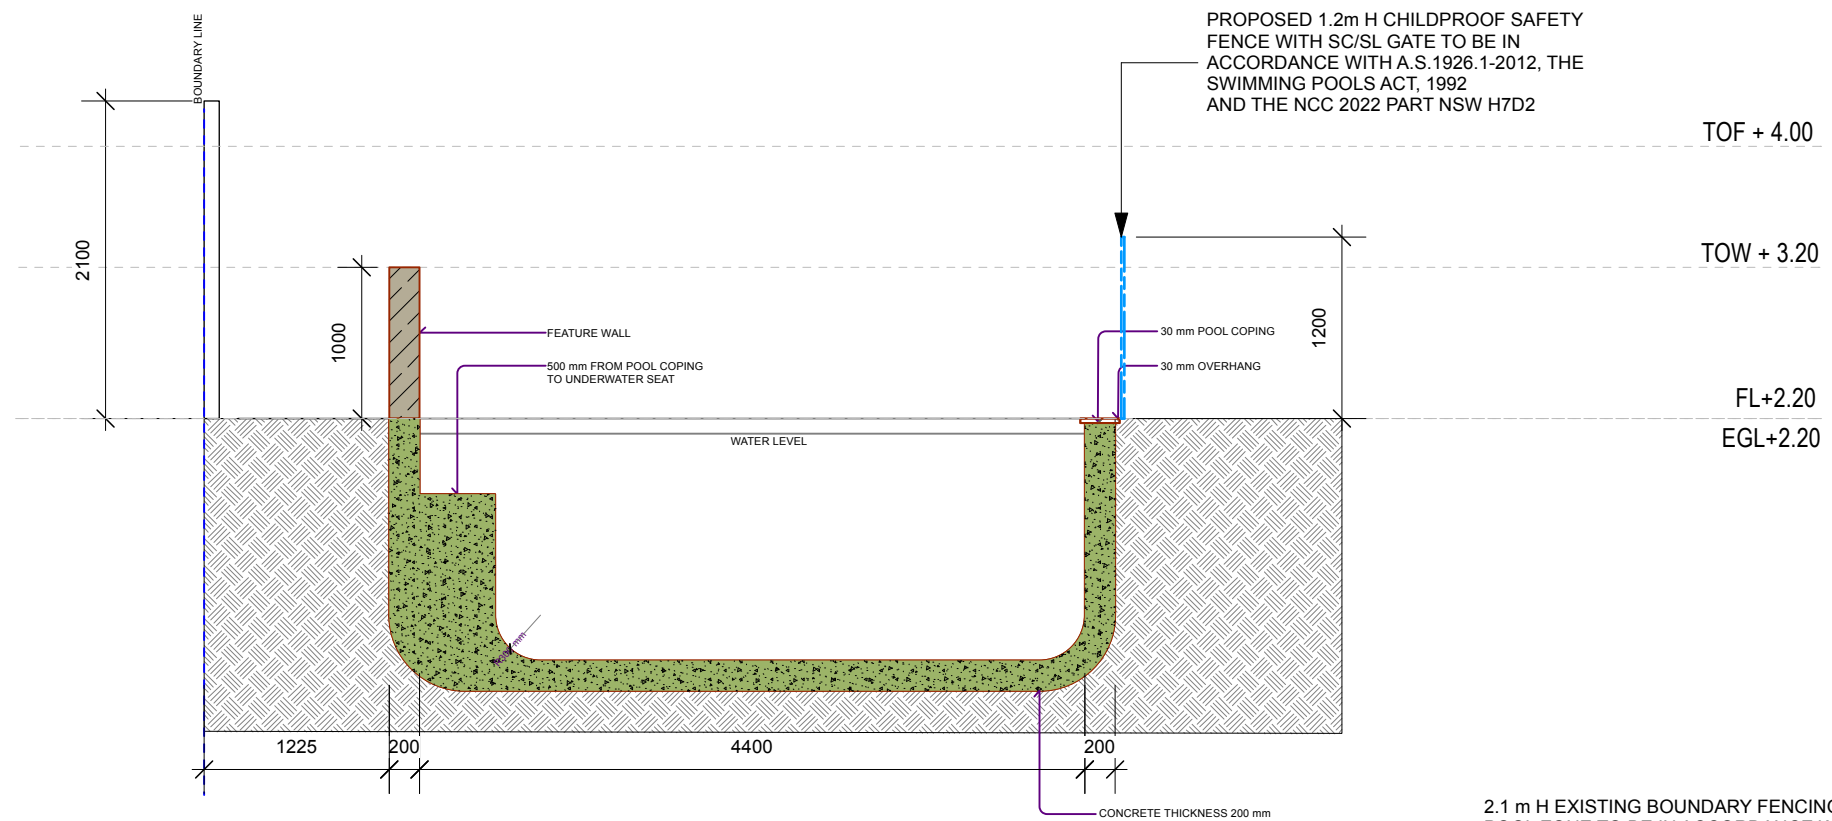 BOUNDARY LINE
PROPOSED 1.2m H CHILDPROOF SAFETY
FENCE WITH SC/SL GATE TO BE IN
ACCORDANCE WITH A.S.1926.1-2012, THE
SWIMMING POOLS ACT, 1992
AND THE NCC 2022 PART NSW H7D2
TOF + 4.00
2100
TOW + 3.20
1000
FEATURE WALL
30 mm POOL COPING
1200
500 mm FROM POOL COPING
TO UNDERWATER SEAT
30 mm OVERHANG
FL+2.20
WATER LEVEL
EGL+2.20
mm
1225
200
4400
200
CONCRETE THICKNESS 200 mm
2.1 m H EXISTING BOUNDARY FENCING